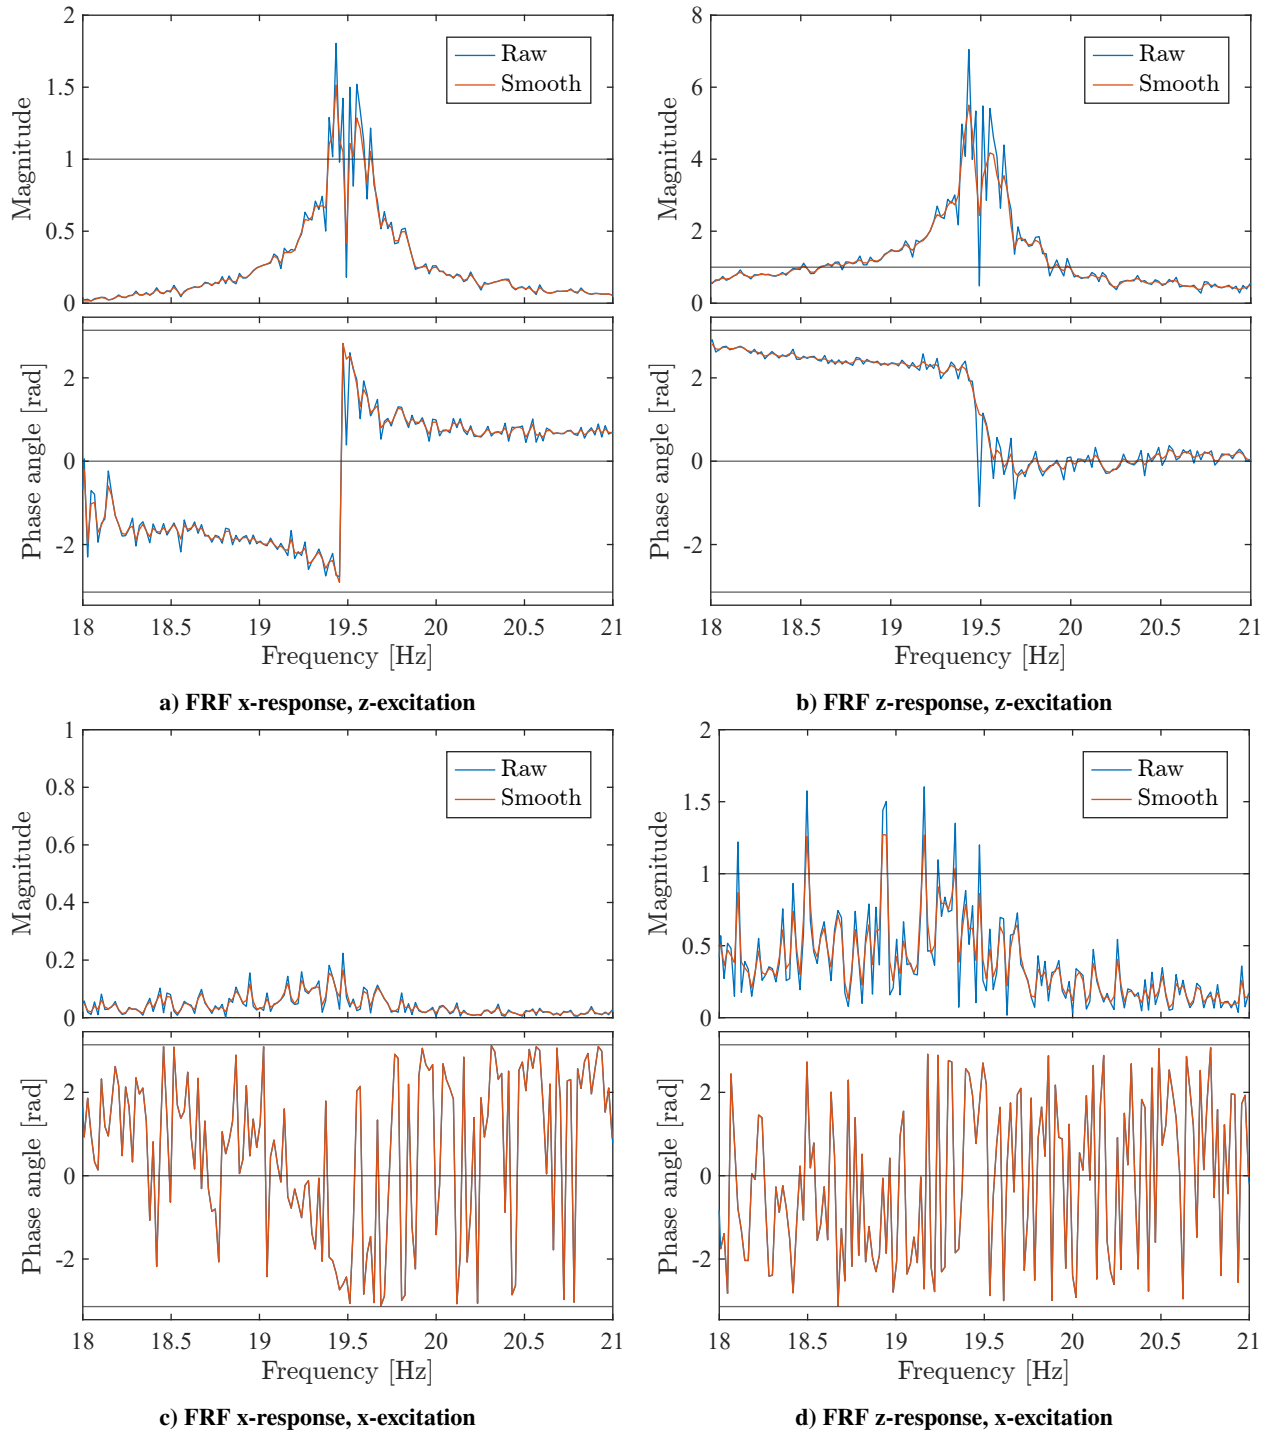 2
1.5
1
0.5
0
Magnitude
Raw
Smooth
2
0
-2
Phase angle [rad]
18 18.5 19 19.5 20 20.5 21
Frequency [Hz]
a) FRF x-response, z-excitation
8
6
4
2
0
Magnitude
Raw
Smooth
2
0
-2
Phase angle [rad]
18 18.5 19 19.5 20 20.5 21
Frequency [Hz]
b) FRF z-response, z-excitation
1
0.8
0.6
0.4
0.2
0
Magnitude
Raw
Smooth
2
0
-2
Phase angle [rad]
18 18.5 19 19.5 20 20.5 21
Frequency [Hz]
c) FRF x-response, x-excitation
2
1.5
1
0.5
0
Magnitude
Raw
Smooth
2
0
-2
Phase angle [rad]
18 18.5 19 19.5 20 20.5 21
Frequency [Hz]
d) FRF z-response, x-excitation